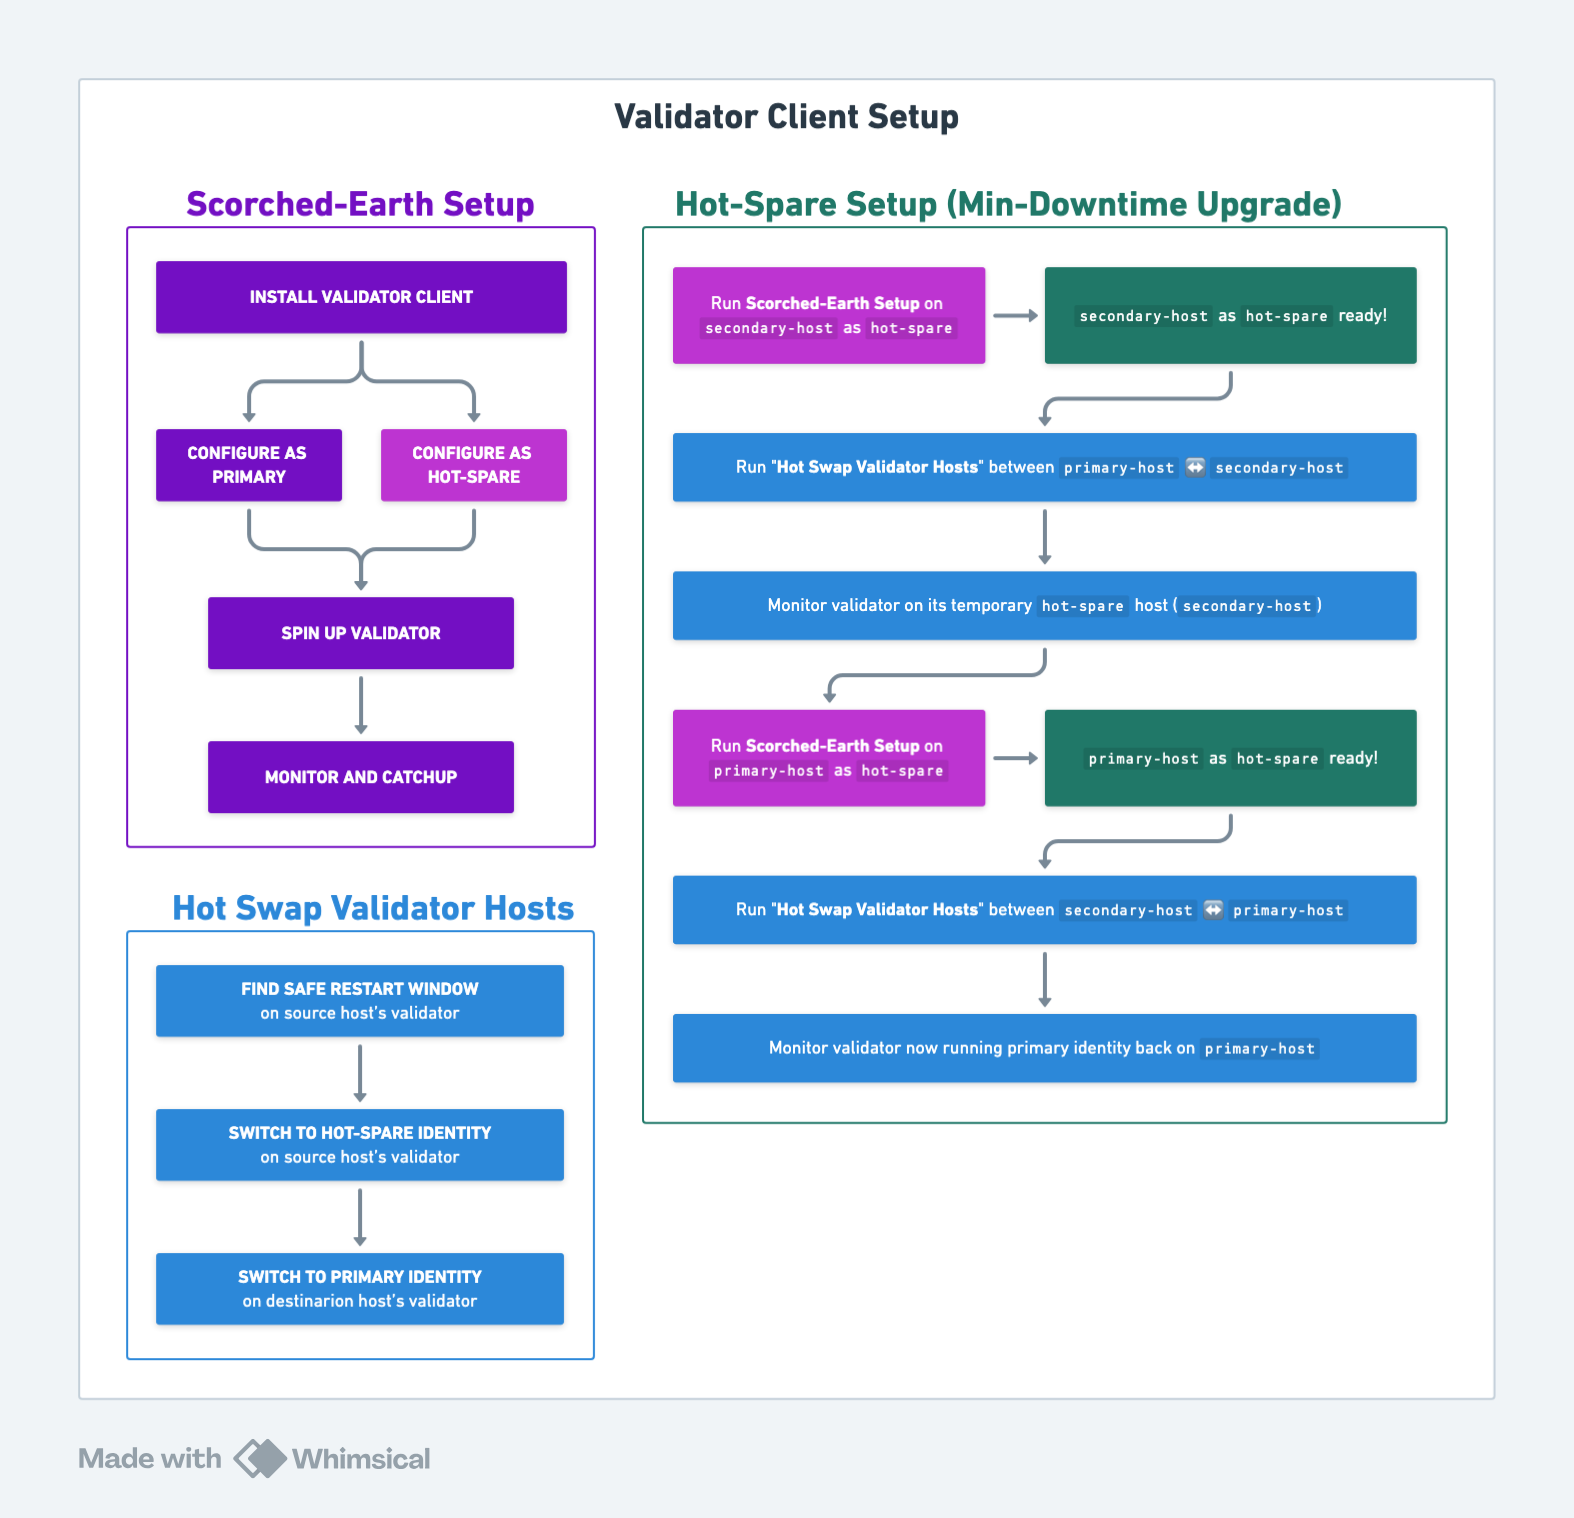 Validator Client Setup
Scorched-Earth Setup
INSTALL VALIDATOR CLIENT
CONFIGURE AS
PRIMARY
CONFIGURE AS
HOT-SPARE
SPIN UP VALIDATOR
MONITOR AND CATCHUP
Hot Swap Validator Hosts
FIND SAFE RESTART WINDOW
on source host’s validator
SWITCH TO HOT-SPARE IDENTITY
on source host’s validator
SWITCH TO PRIMARY IDENTITY
on destinarion host’s validator
Hot-Spare Setup (Min-Downtime Upgrade)
Run Scorched-Earth Setup on
secondary-host as hot-spare
secondary-host as hot-spare ready!
Run "Hot Swap Validator Hosts" between primary-host ↔️ secondary-host
Monitor validator on its temporary hot-spare host (secondary-host)
Run Scorched-Earth Setup on
primary-host as hot-spare
primary-host as hot-spare ready!
Run "Hot Swap Validator Hosts" between secondary-host ↔️ primary-host
Monitor validator now running primary identity back on primary-host
Made with Whimsical